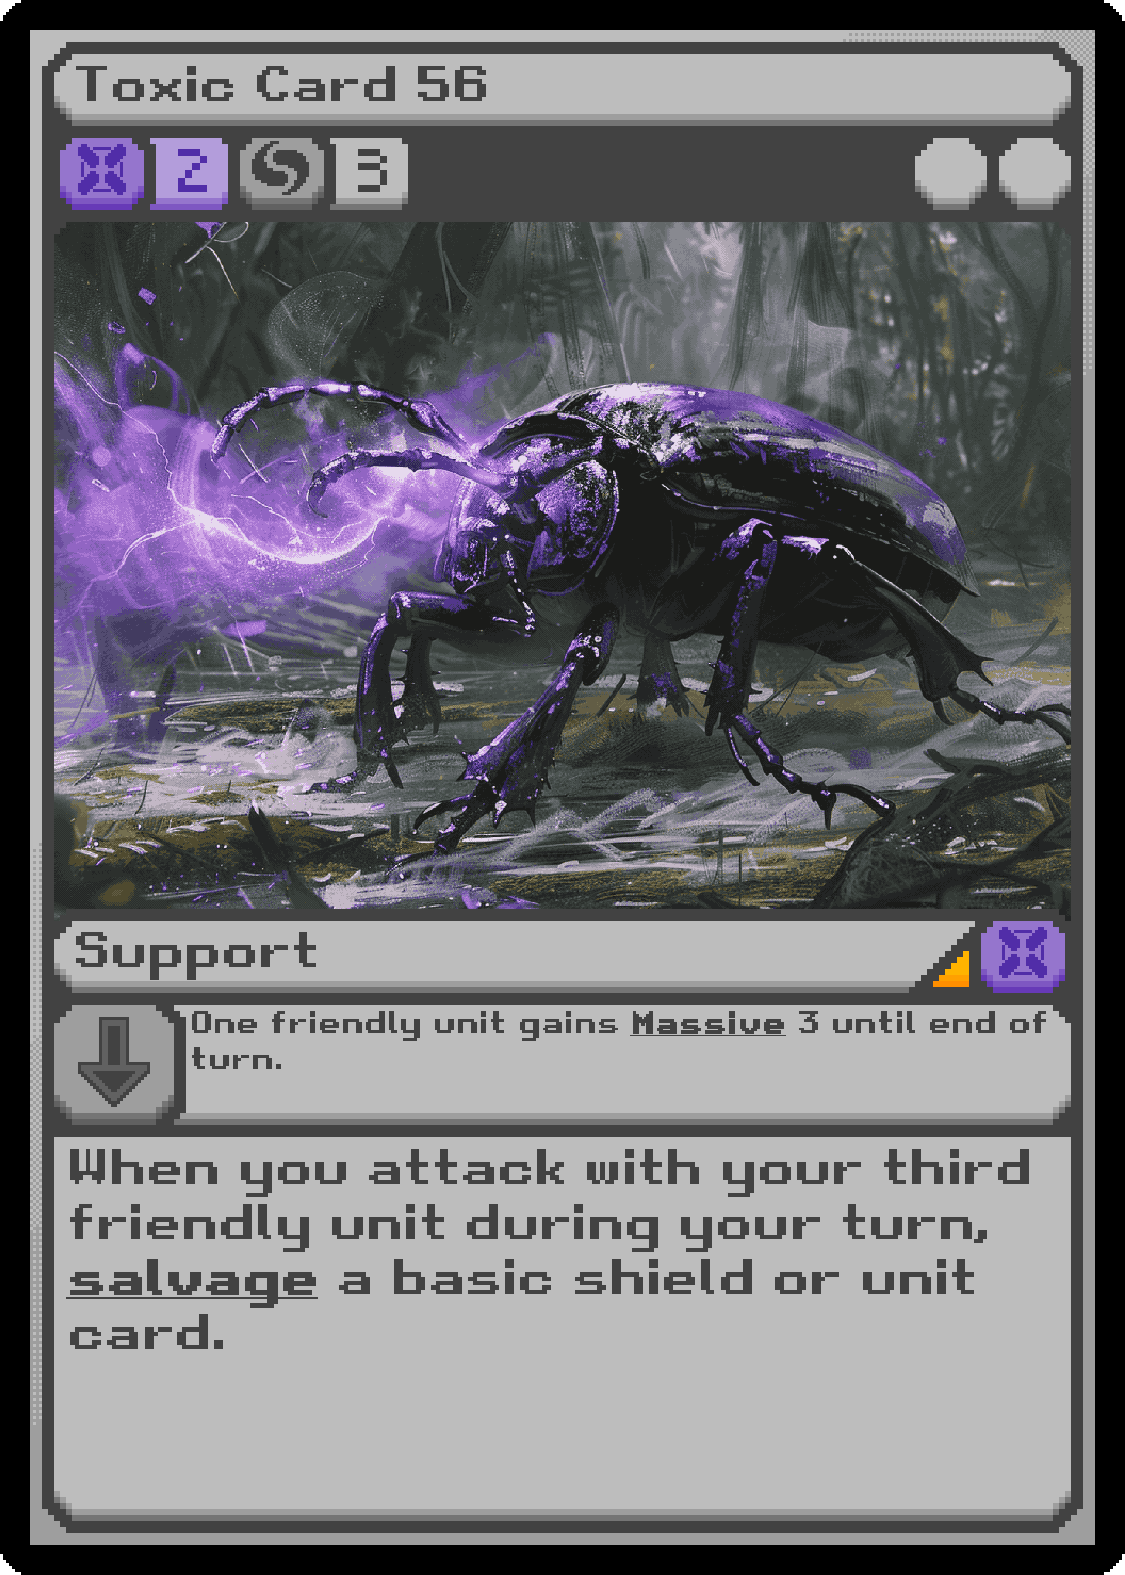 Toxic Card 56
2 3
Support
One friendly unit gains Massive 3 until end of
turn.
When you attack with your third
friendly unit during your turn,
salvage a basic shield or unit
card.